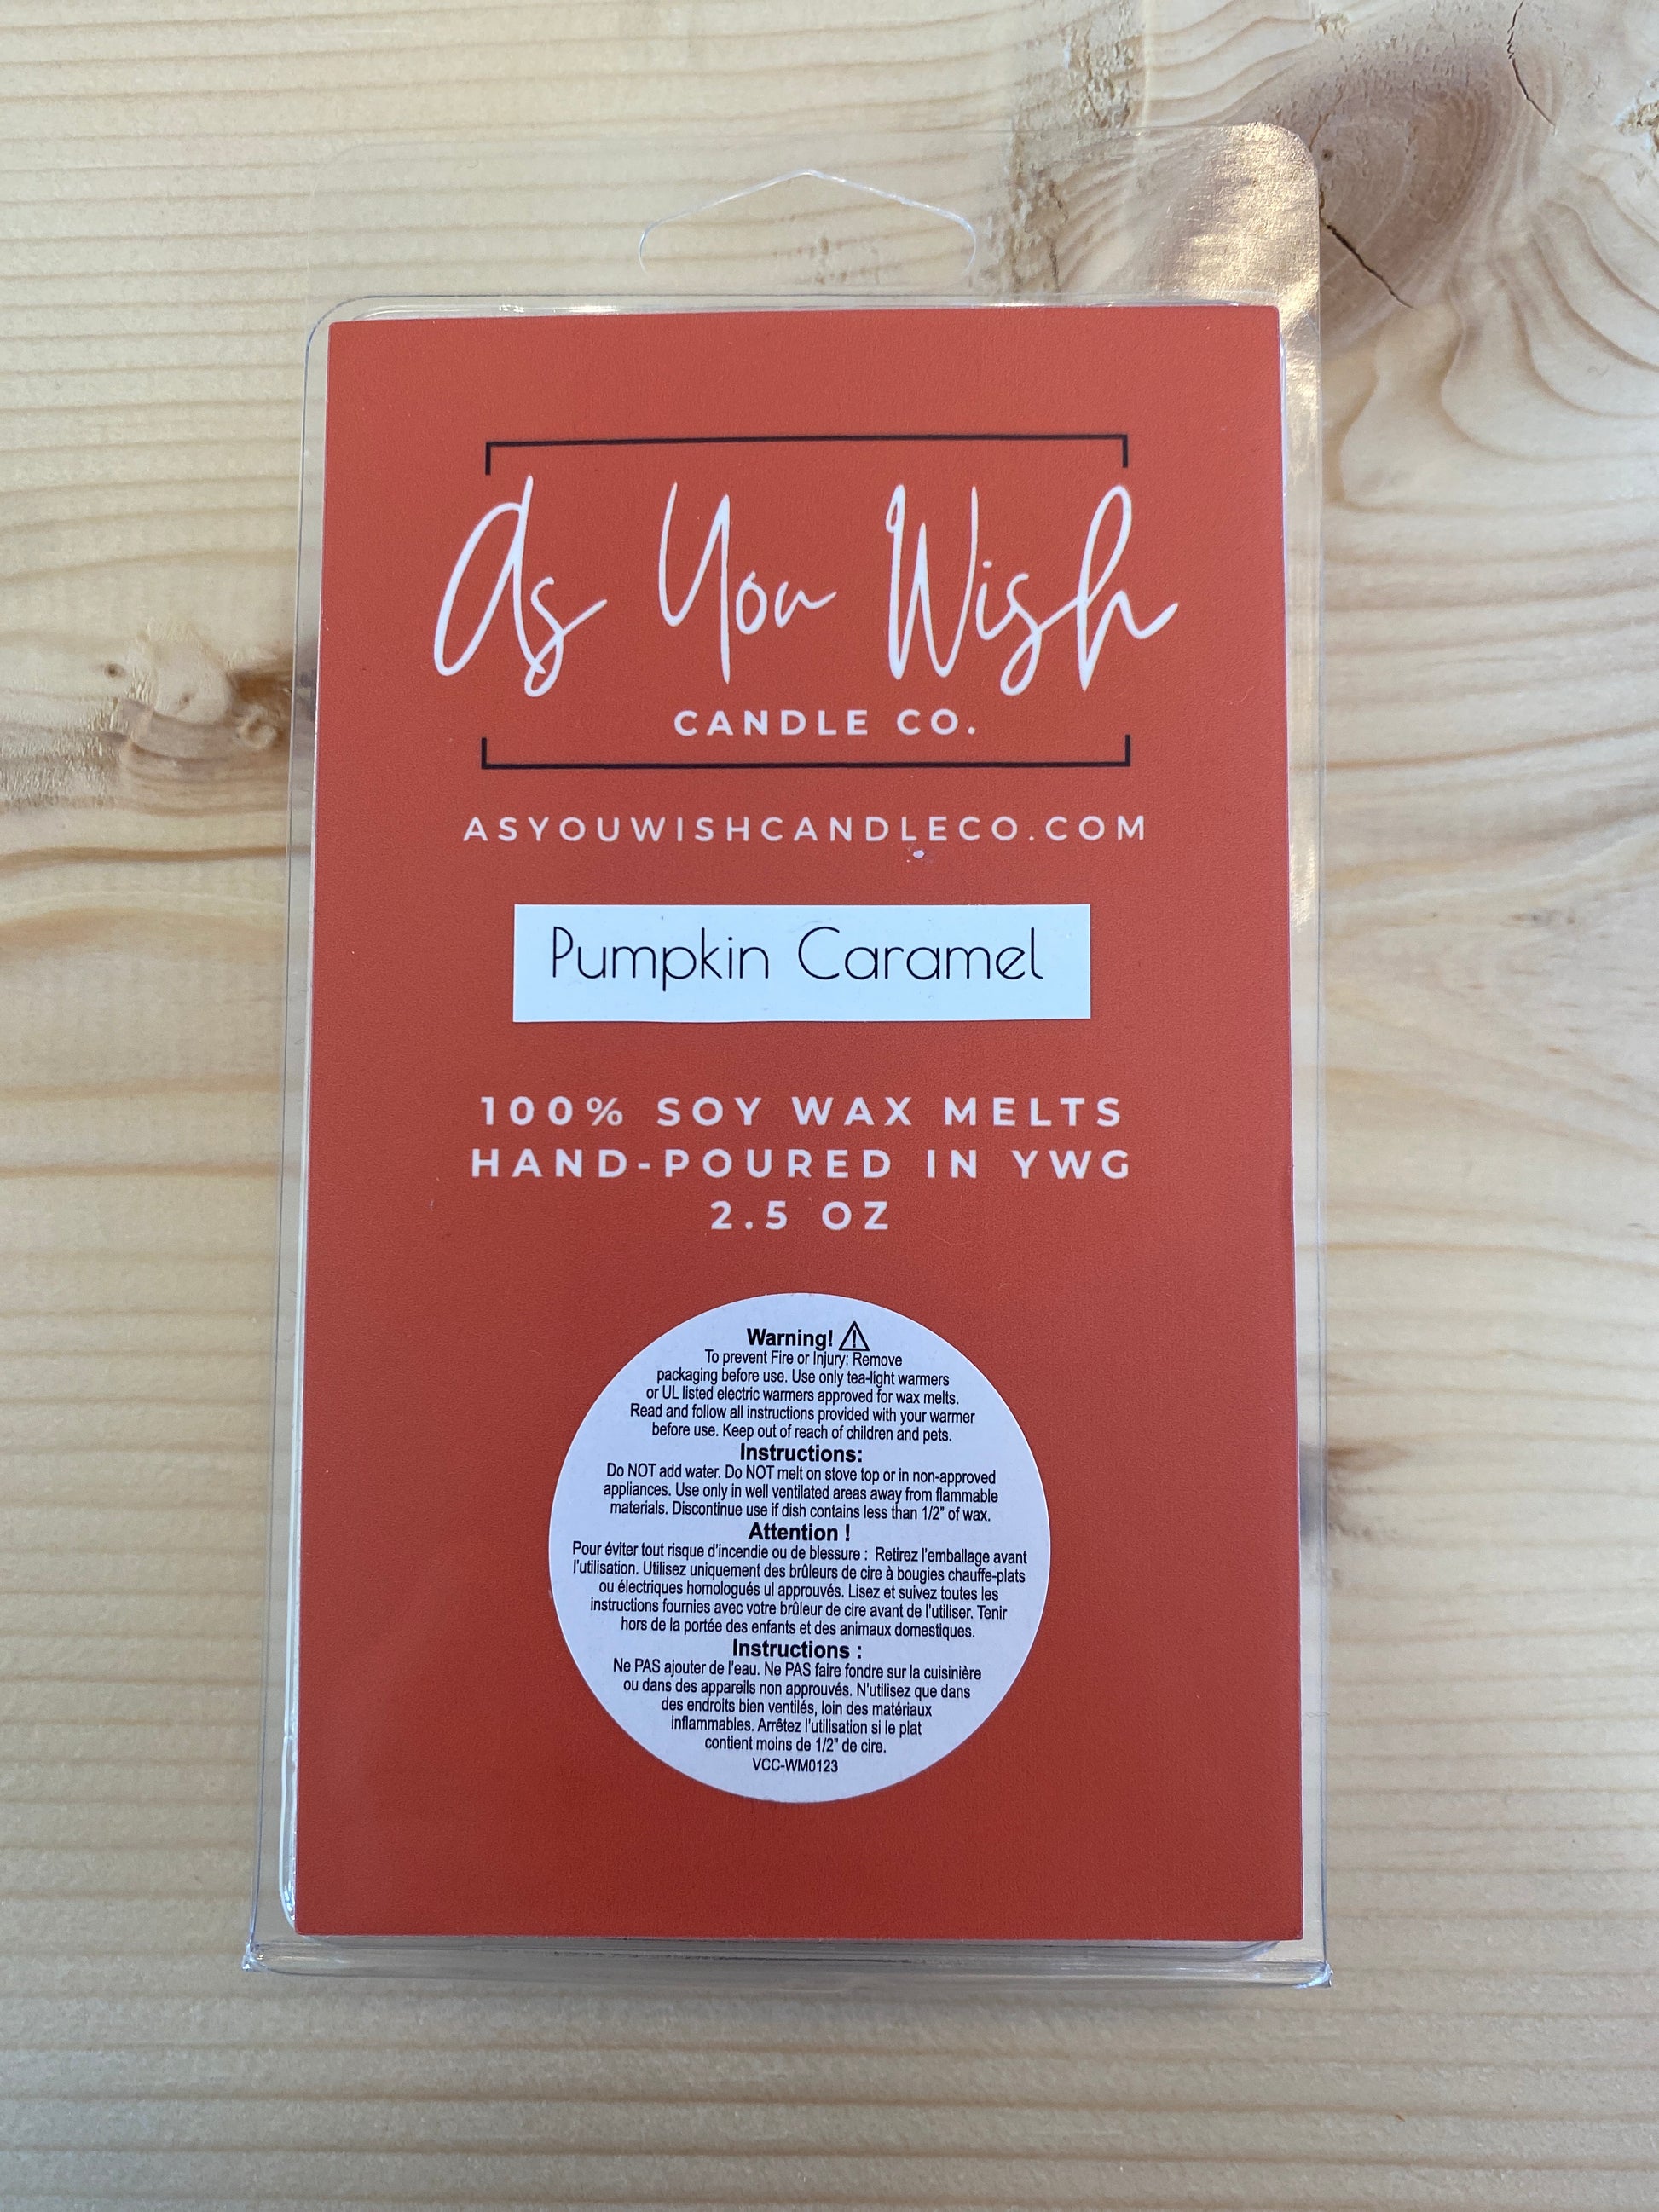 As You Wish
CANDLE CO.
ASYOUWISHCANDLECO.COM
Pumpkin Caramel
100% SOY WAX MELTS
HAND-POURED IN YWG
2.5 OZ
Warning!
To prevent Fire or Injury: Remove
packaging before use. Use only tea-light warmers
or UL listed electric warmers approved for wax melts.
Read and follow all instructions provided with your warmer
before use. Keep out of reach of children and pets.
Instructions:
Do NOT add water. Do NOT melt on stove top or in non-approved
appliances. Use only in well ventilated areas away from flammable
materials. Discontinue use if dish contains less than 1/2" of wax.
Attention !
Pour éviter tout risque d'incendie ou de blessure : Retirez l'emballage avant
l'utilisation. Utilisez uniquement des brûleurs de cire à bougies chauffe-plats
ou électriques homologués ul approuvés. Lisez et suivez toutes les
instructions fournies avec votre brûleur de cire avant de l'utiliser. Tenir
hors de la portée des enfants et des animaux domestiques.
Instructions :
Ne PAS ajouter de l'eau. Ne PAS faire fondre sur la cuisinière
ou dans des appareils non approuvés. N'utilisez que dans
des endroits bien ventilés, loin des matériaux
inflammables. Arrêtez l'utilisation si le plat
contient moins de 1/2" de cire.
VCC-WM0123